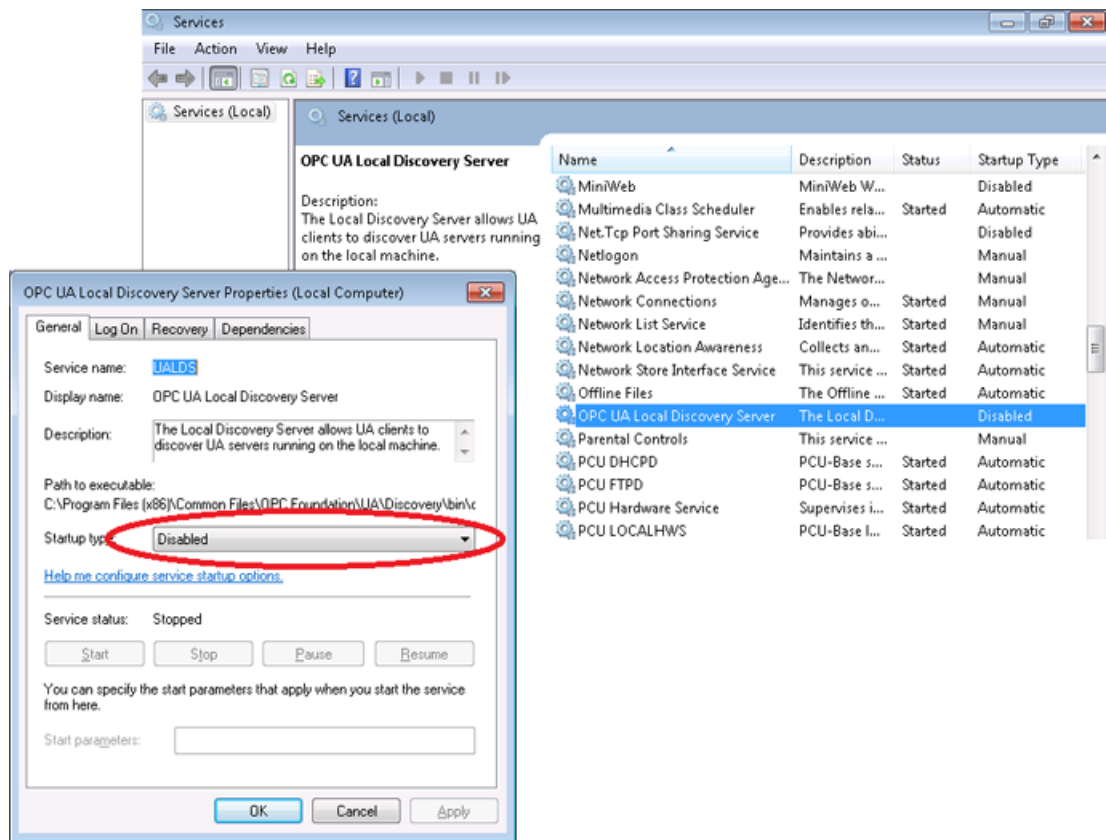 Services
File Action View Help
Services (Local)
Services (Local)
OPC UA Local Discovery Server
Description:
The Local Discovery Server allows UA
clients to discover UA servers running
on the local machine.
Name Description Status Startup Type
MiniWeb MiniWeb W... Disabled
Multimedia Class Scheduler Enables rela... Started Automatic
Net.Tcp Port Sharing Service Provides abi... Disabled
Netlogon Maintains a ... Manual
Network Access Protection Age... The Networ... Manual
Network Connections Manages o... Started Manual
Network List Service Identifies th... Started Manual
Network Location Awareness Collects an... Started Automatic
Network Store Interface Service This service ... Started Automatic
Offline Files The Offline ... Started Automatic
OPC UA Local Discovery Server The Local D... Disabled
Parental Controls This service ... Manual
PCU DHCPD PCU-Base s... Started Automatic
PCU FTPD PCU-Base s... Started Automatic
PCU Hardware Service Supervises i... Started Automatic
PCU LOCALHWS PCU-Base l... Started Automatic
OPC UA Local Discovery Server Properties (Local Computer)
General Log On Recovery Dependencies
Service name: UALDS
Display name: OPC UA Local Discovery Server
Description: The Local Discovery Server allows UA clients to
discover UA servers running on the local machine.
Path to executable:
C:\Program Files (x86)\Common Files\OPC Foundation\UA\Discovery\bin\
Startup type: Disabled
Help me configure service startup options.
Service status: Stopped
Start Stop Pause Resume
You can specify the start parameters that apply when you start the service
from here.
Start parameters:
OK Cancel Apply